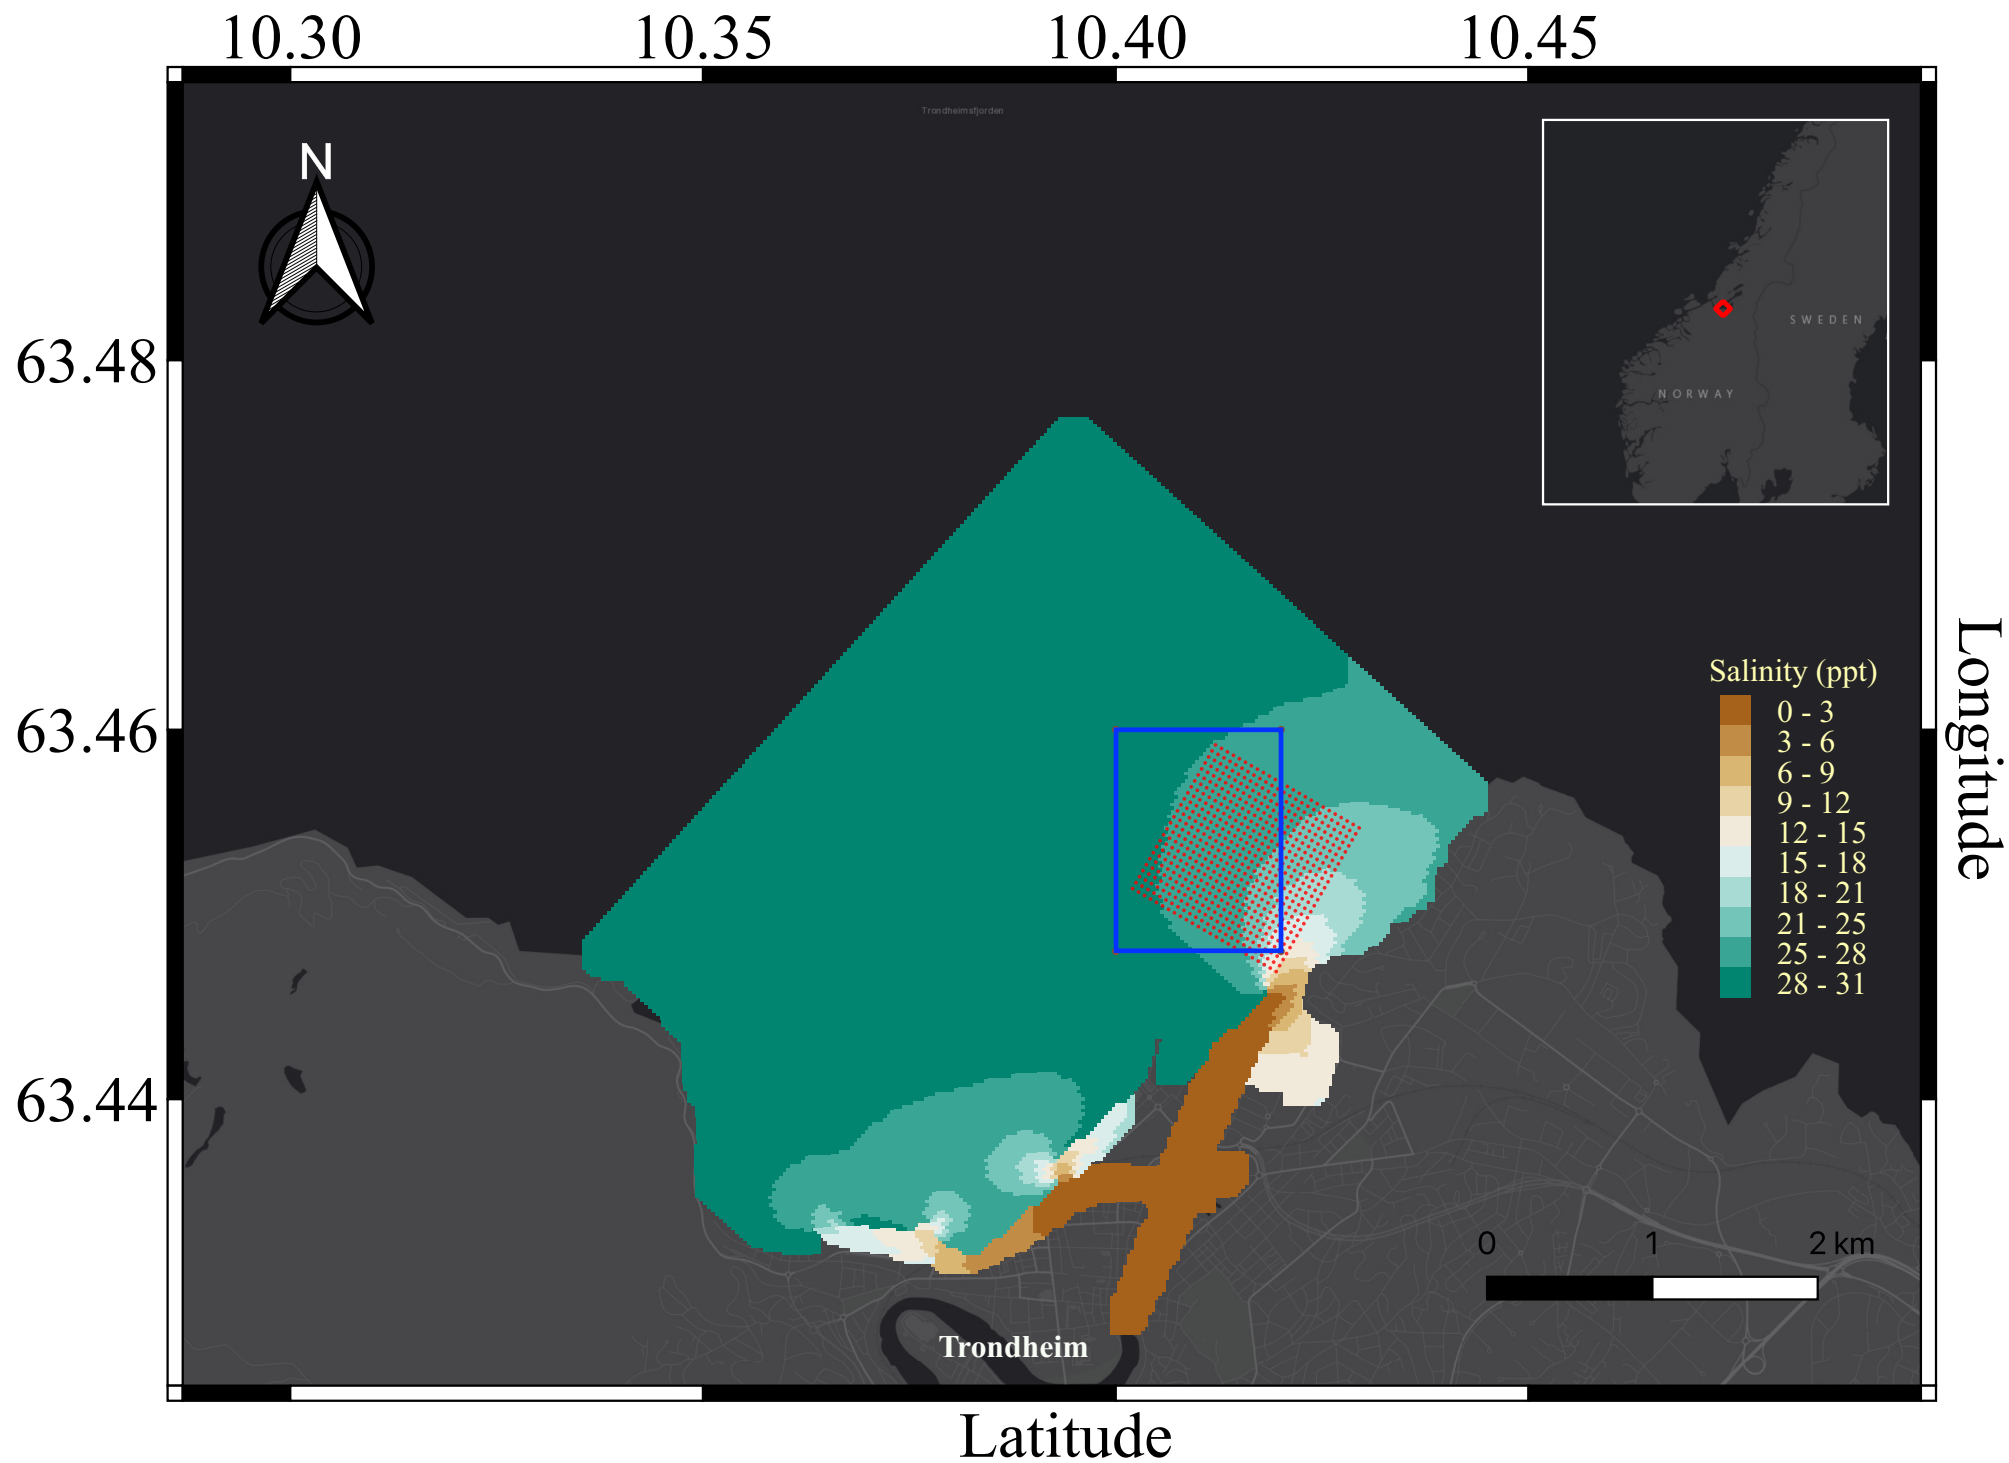 10.30 10.35 10.40 10.45
Trondheimsfjorden
N
SWEDEN
NORWAY
63.48
63.46
63.44
Longitude
Salinity (ppt)
0 - 3
3 - 6
6 - 9
9 - 12
12 - 15
15 - 18
18 - 21
21 - 25
25 - 28
28 - 31
0 1 2 km
Trondheim
Latitude